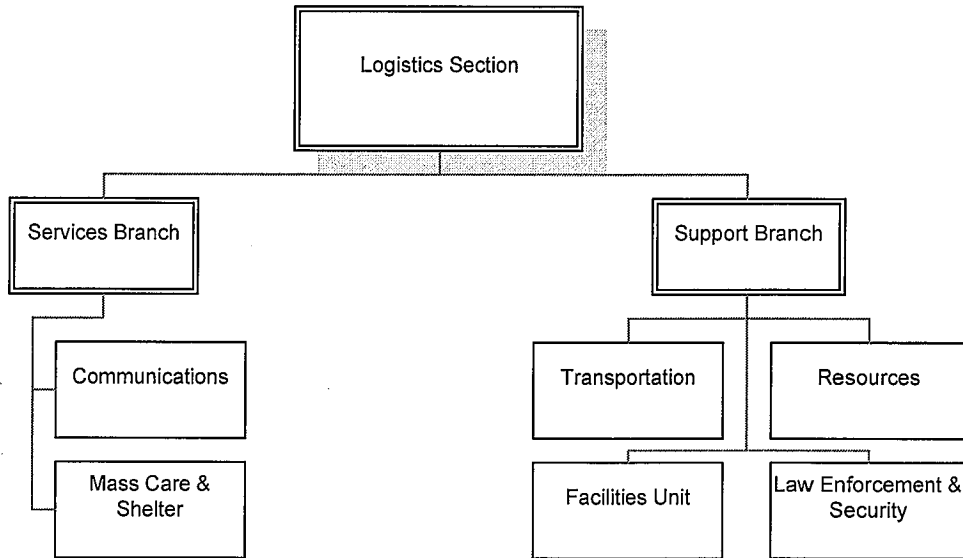 Logistics Section
Services Branch
Support Branch
Communications
Transportation
Resources
Mass Care &
Shelter
Facilities Unit
Law Enforcement &
Security